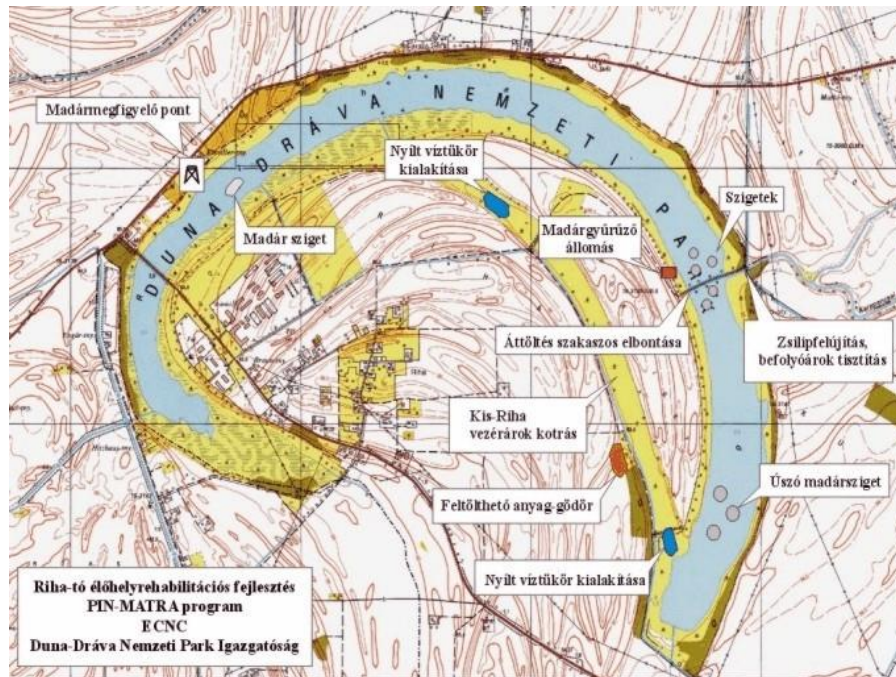 DUNA DRÁVA NEMZETI PA
Madármegfigyelő pont
Nyílt víztükör
kialakítása
Szigetek
Madárgyűrűző
állomás
Madár sziget
Áttöltés szakaszos elbontása
Zsilipfelújítás,
befolyóárok tisztítás
Kis-Riha
vezérárok kotrás
Úszó madársziget
Feltölthető anyag-gödör
Nyílt víztükör kialakítása
Riha-tó élőhelyrehabilitációs fejlesztés
PIN-MATRA program
ECNC
Duna-Dráva Nemzeti Park Igazgatóság